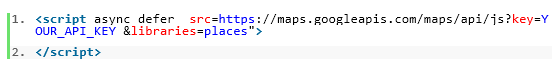 1. <script async defer  src=https://maps.googleapis.com/maps/api/js?key=Y
OUR_API_KEY &libraries=places">
2. </script>